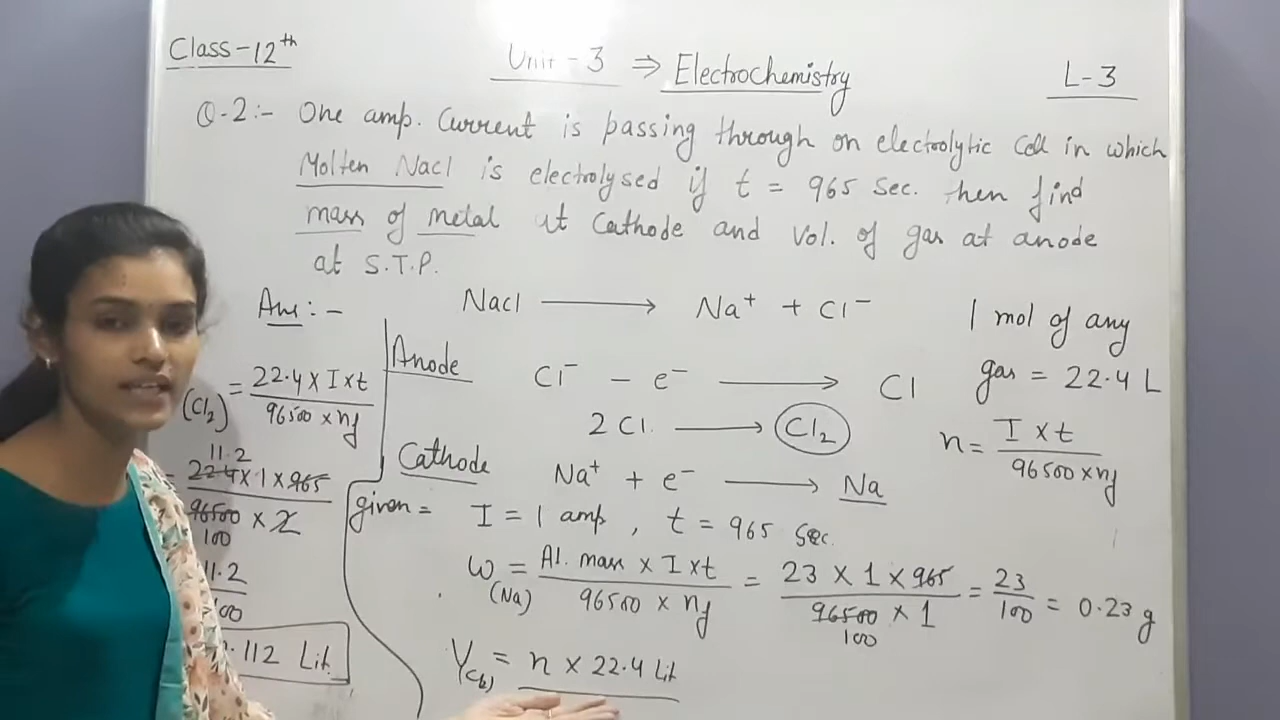 Class-12th
Unit-3 ⇒ Electrochemistry
L-3
Q.2:- One amp. Current is passing through on electrolytic Cell in which
Molten Nacl is electrolysed if t = 965 Sec. then find
mass of metal at Cathode and Vol. of gas at anode
at S.T.P.
Ans:-
Nacl ⟶ Na⁺ + Cl⁻
Anode
Cl⁻ - e⁻ ⟶ Cl
2 Cl. ⟶ Cl₂
Cathode
Na⁺ + e⁻ ⟶ Na
given = I = 1 amp, t = 965 Sec.
W(Na) = At. mass × I × t / 96500 × nf = 23 × 1 × 965 / 96500 × 1 = 23/100 = 0.23 g
100
V(Cl₂) = n × 22.4 Lit
1 mol of any
gas = 22.4 L
n = I × t / 96500 × nf
(Cl₂) = 22.4 × I × t / 96500 × nf
11.2
22.4 × 1 × 965 / 96500 × 2
100
11.2 / 100
.112 Lit.